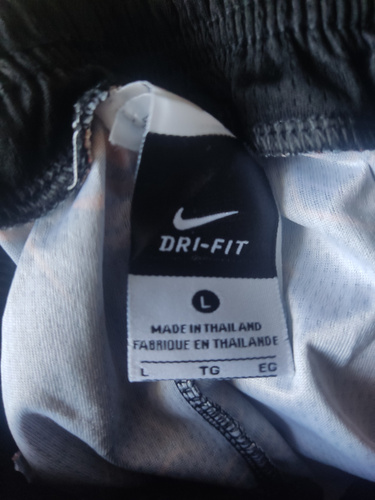 DRI-FIT
L
MADE IN THAILAND
FABRIQUE EN THAILANDE
L TG EG